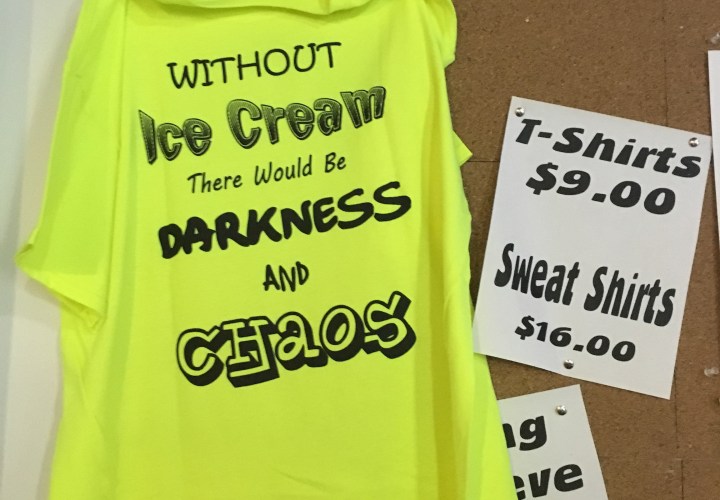 WITHOUT
Ice Cream
There Would Be
DARKNESS
AND
CHaos
T-Shirts
$9.00
Sweat Shirts
$16.00